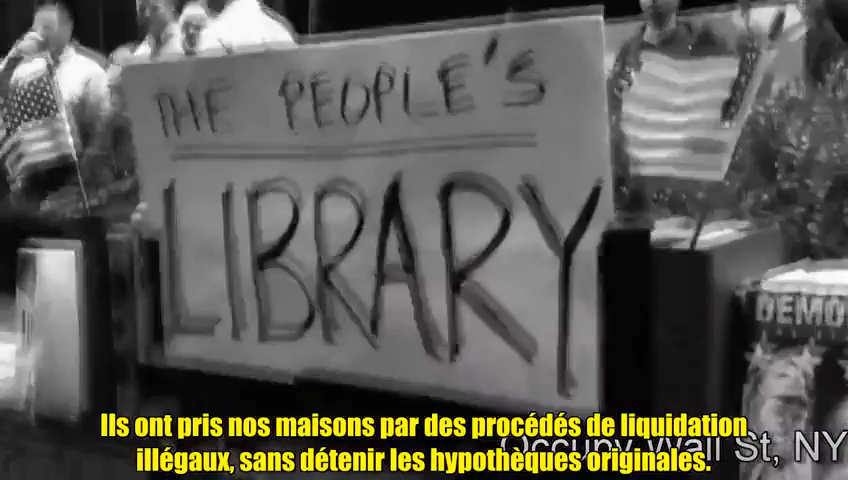 THE PEOPLE'S
LIBRARY
DEMO
Ils ont pris nos maisons par des procédés de liquidation
illégaux, sans détenir les hypothèques originales.
Occupy Wall St, NY